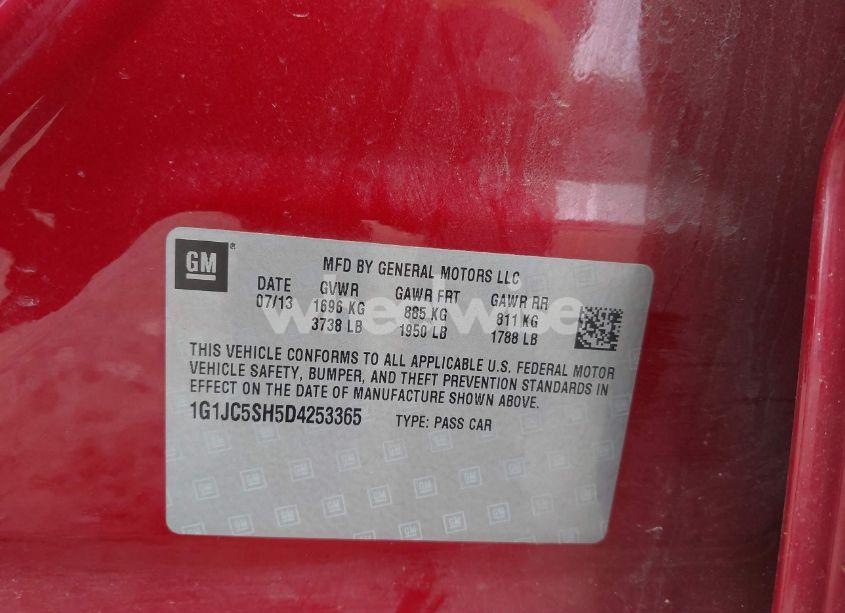 GM
MFD BY GENERAL MOTORS LLC
DATE GVWR GAWR FRT GAWR RR
07/13 1696 KG 885 KG 811 KG
3738 LB 1950 LB 1788 LB
THIS VEHICLE CONFORMS TO ALL APPLICABLE U.S. FEDERAL MOTOR
VEHICLE SAFETY, BUMPER, AND THEFT PREVENTION STANDARDS IN
EFFECT ON THE DATE OF MANUFACTURE SHOWN ABOVE.
1G1JC5SH5D4253365 TYPE: PASS CAR